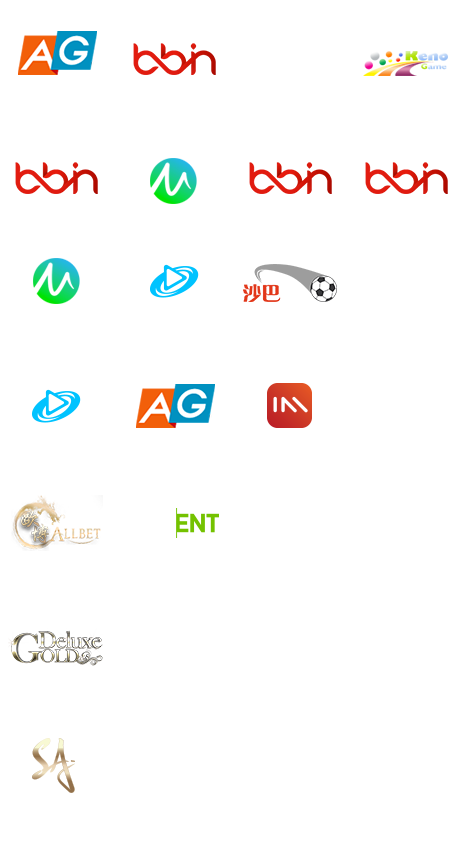 AG
bbin
Keno
Game
bbin
bbin
bbin
沙巴
AG
IM
ALLBET
ENT
Deluxe
GOLD
SA